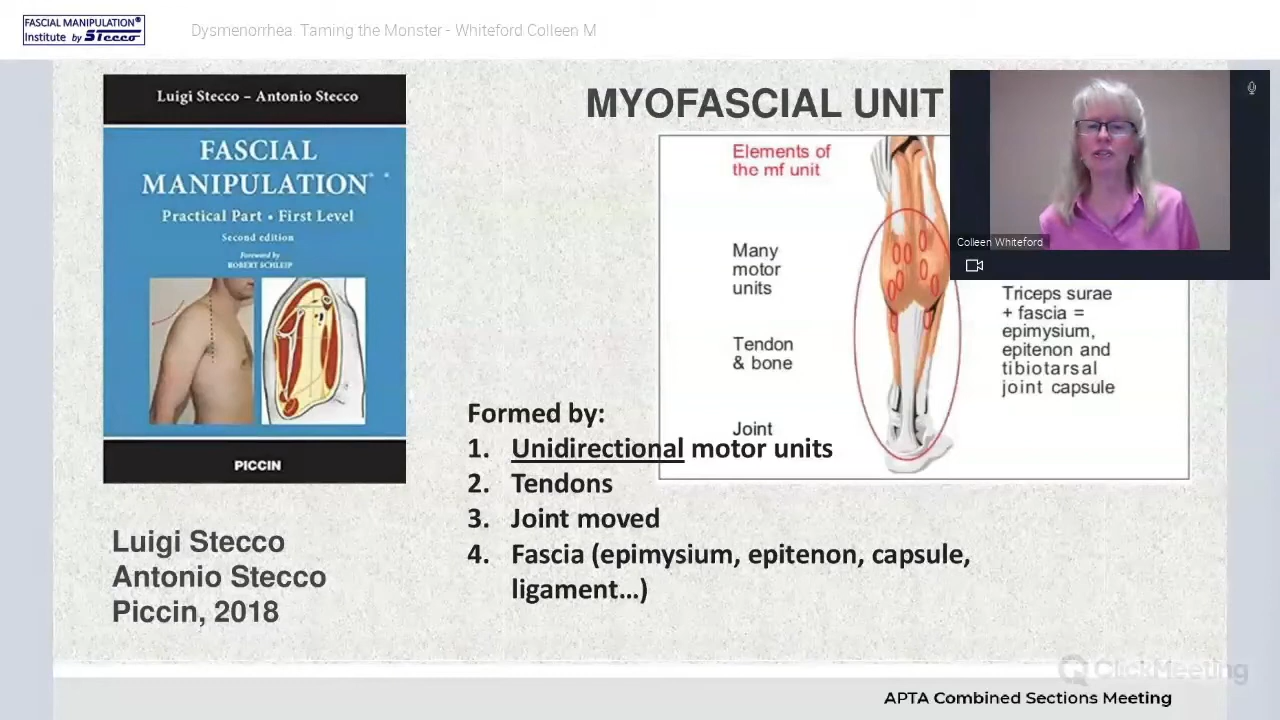 FASCIAL MANIPULATION®
Institute by Stecco
Dysmenorrhea. Taming the Monster - Whiteford Colleen M
Luigi Stecco – Antonio Stecco
FASCIAL
MANIPULATION®
Practical Part • First Level
Second edition
Foreword by
ROBERT SCHLEIP
PICCIN
Luigi Stecco
Antonio Stecco
Piccin, 2018
MYOFASCIAL UNIT
Elements of
the mf unit
Many
motor
units
Tendon
& bone
Joint
Triceps surae
+ fascia =
epimysium,
epitenon and
tibiotarsal
joint capsule
Colleen Whiteford
Formed by:
1. Unidirectional motor units
2. Tendons
3. Joint moved
4. Fascia (epimysium, epitenon, capsule,
ligament...)
ClickMeeting
APTA Combined Sections Meeting